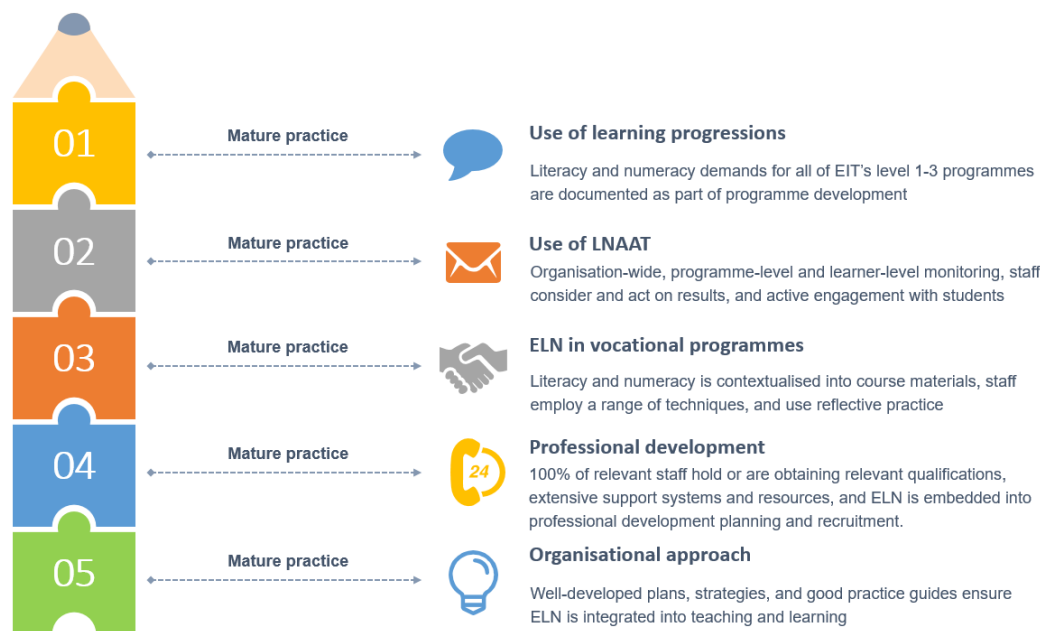 01
Mature practice
Use of learning progressions
Literacy and numeracy demands for all of EIT's level 1-3 programmes
are documented as part of programme development
02
Mature practice
Use of LNAAT
Organisation-wide, programme-level and learner-level monitoring, staff
consider and act on results, and active engagement with students
03
Mature practice
ELN in vocational programmes
Literacy and numeracy is contextualised into course materials, staff
employ a range of techniques, and use reflective practice
04
Mature practice
24
Professional development
100% of relevant staff hold or are obtaining relevant qualifications,
extensive support systems and resources, and ELN is embedded into
professional development planning and recruitment.
05
Mature practice
Organisational approach
Well-developed plans, strategies, and good practice guides ensure
ELN is integrated into teaching and learning